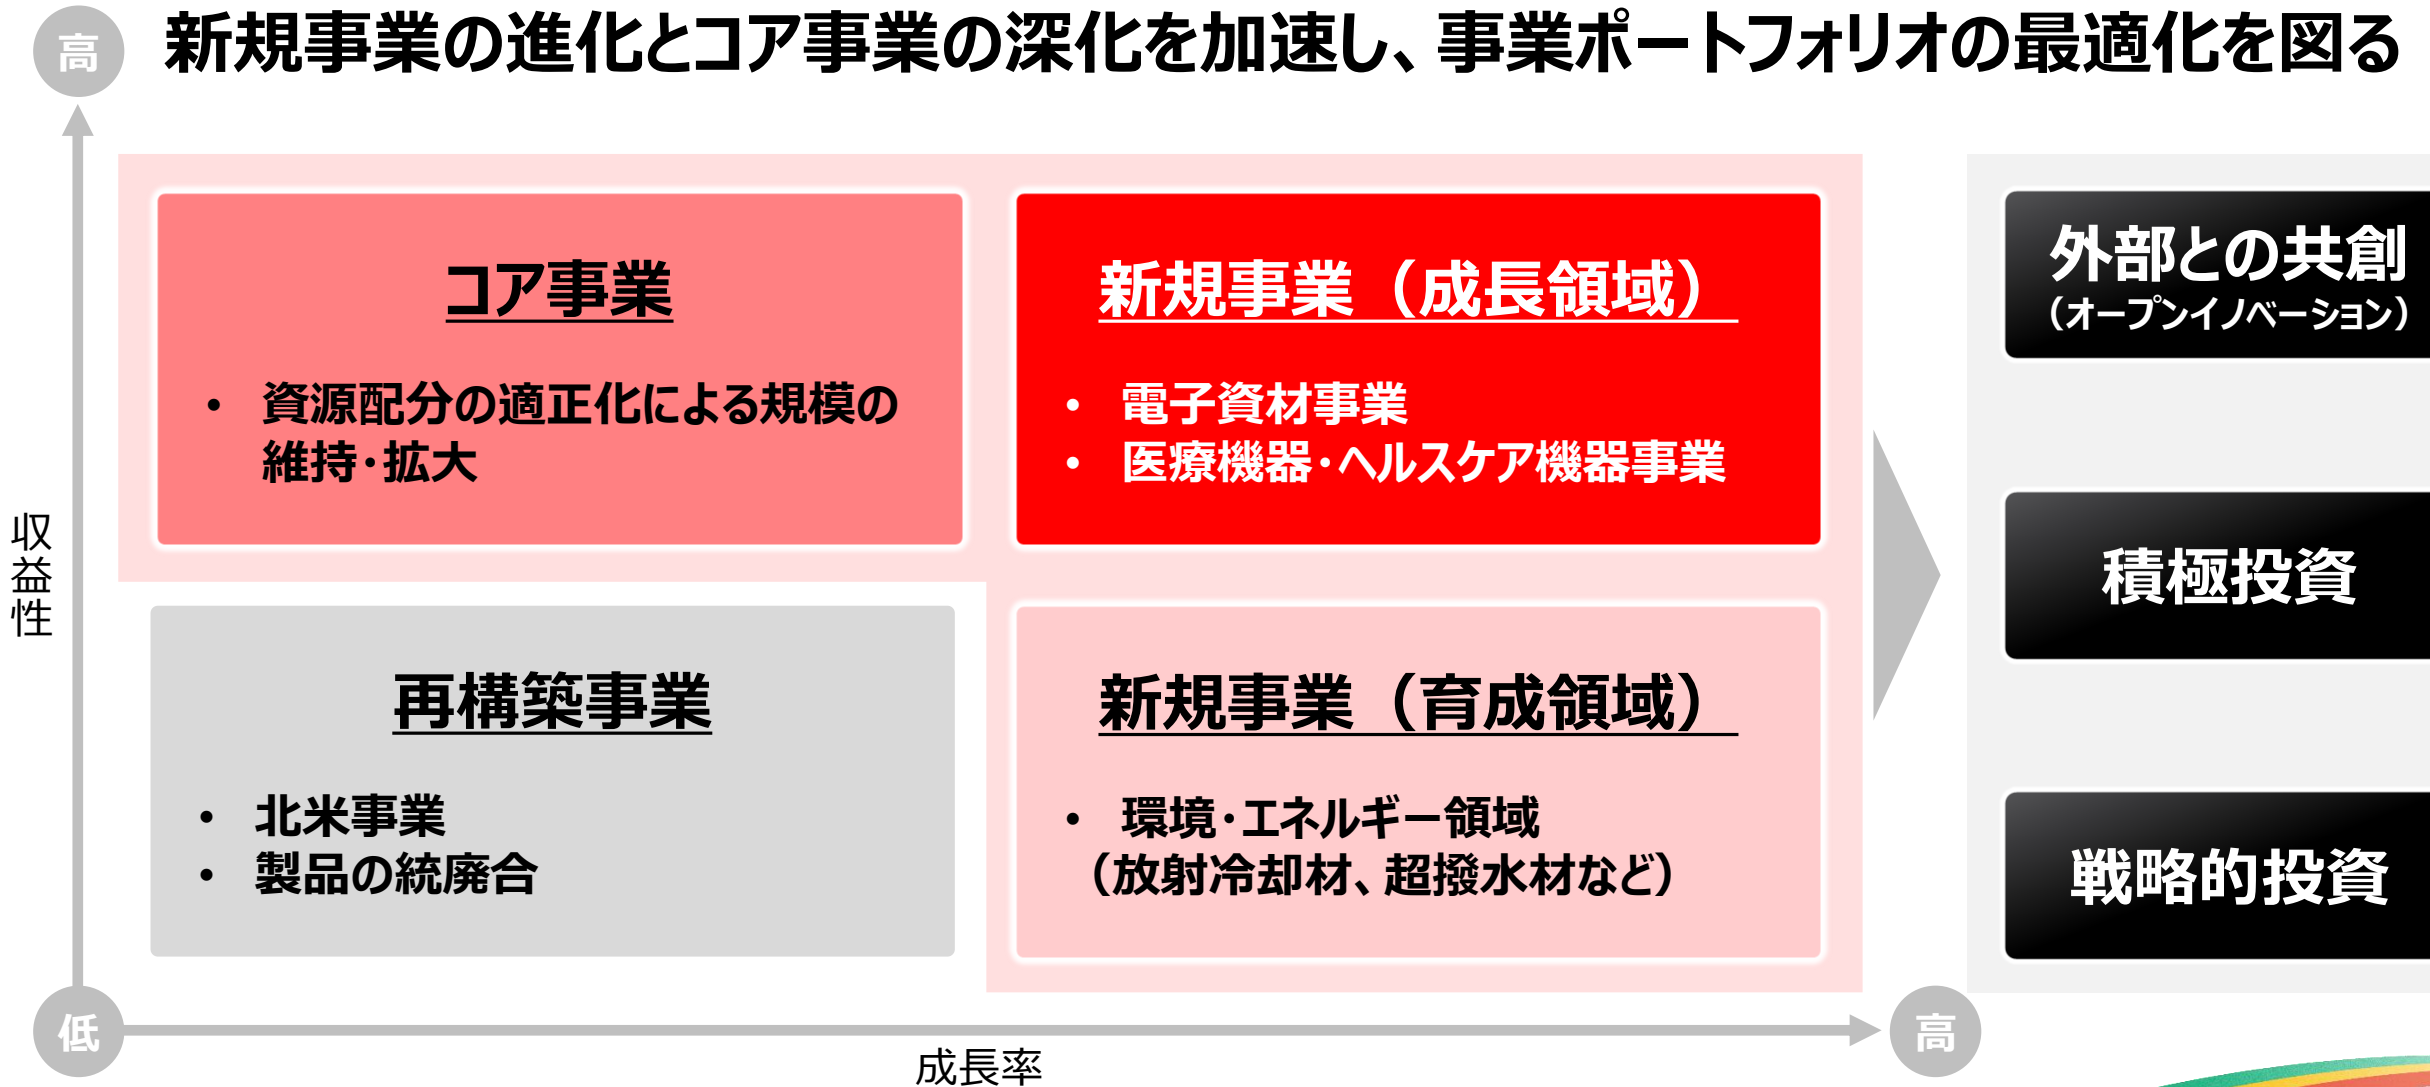 高
新規事業の進化とコア事業の深化を加速し、事業ポートフォリオの最適化を図る
コア事業
• 資源配分の適正化による規模の
維持・拡大
新規事業（成長領域）
• 電子資材事業
• 医療機器・ヘルスケア機器事業
外部との共創
（オープンイノベーション）
積極投資
戦略的投資
収益性
再構築事業
• 北米事業
• 製品の統廃合
新規事業（育成領域）
• 環境・エネルギー領域
（放射冷却材、超撥水材など）
低
高
成長率